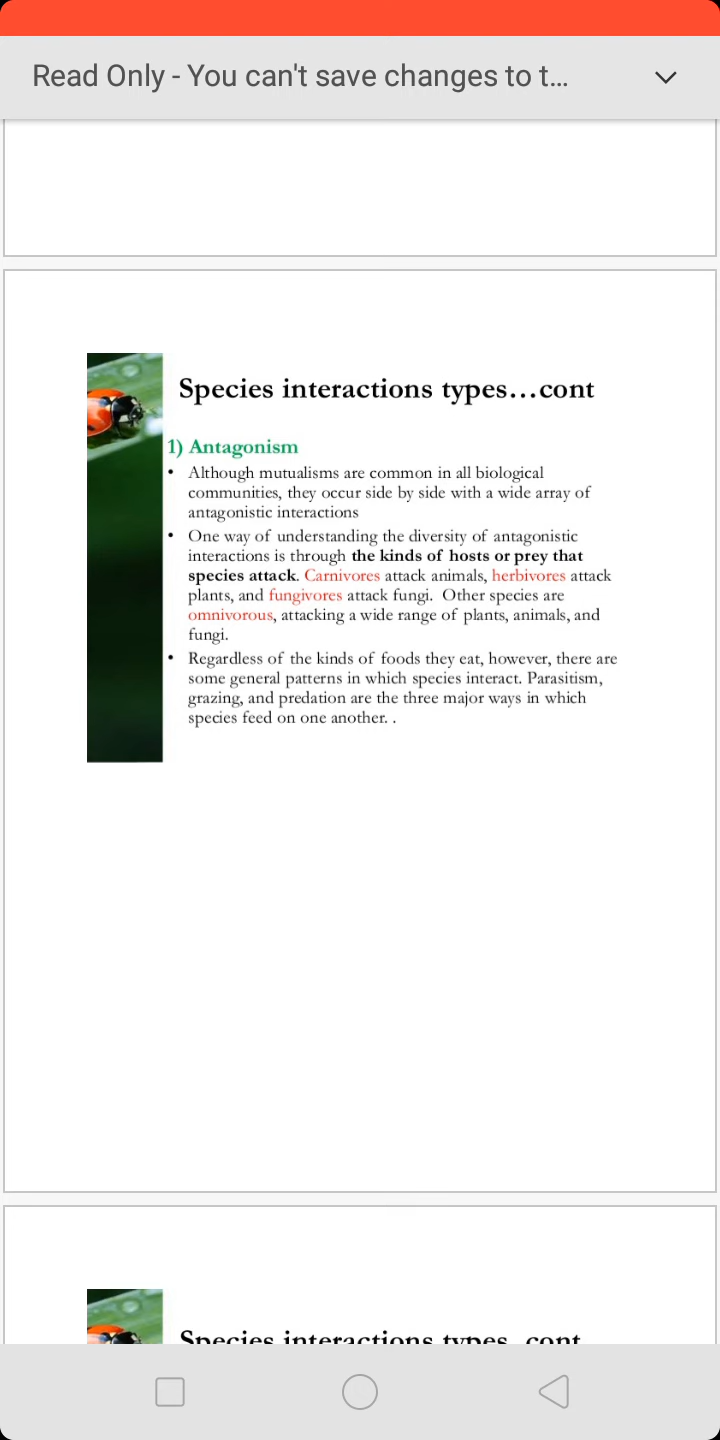 Read Only - You can't save changes to t...
Species interactions types...cont
1) Antagonism
• Although mutualisms are common in all biological
communities, they occur side by side with a wide array of
antagonistic interactions
• One way of understanding the diversity of antagonistic
interactions is through the kinds of hosts or prey that
species attack. Carnivores attack animals, herbivores attack
plants, and fungivores attack fungi. Other species are
omnivorous, attacking a wide range of plants, animals, and
fungi.
• Regardless of the kinds of foods they eat, however, there are
some general patterns in which species interact. Parasitism,
grazing, and predation are the three major ways in which
species feed on one another. .
Species interactions types...cont